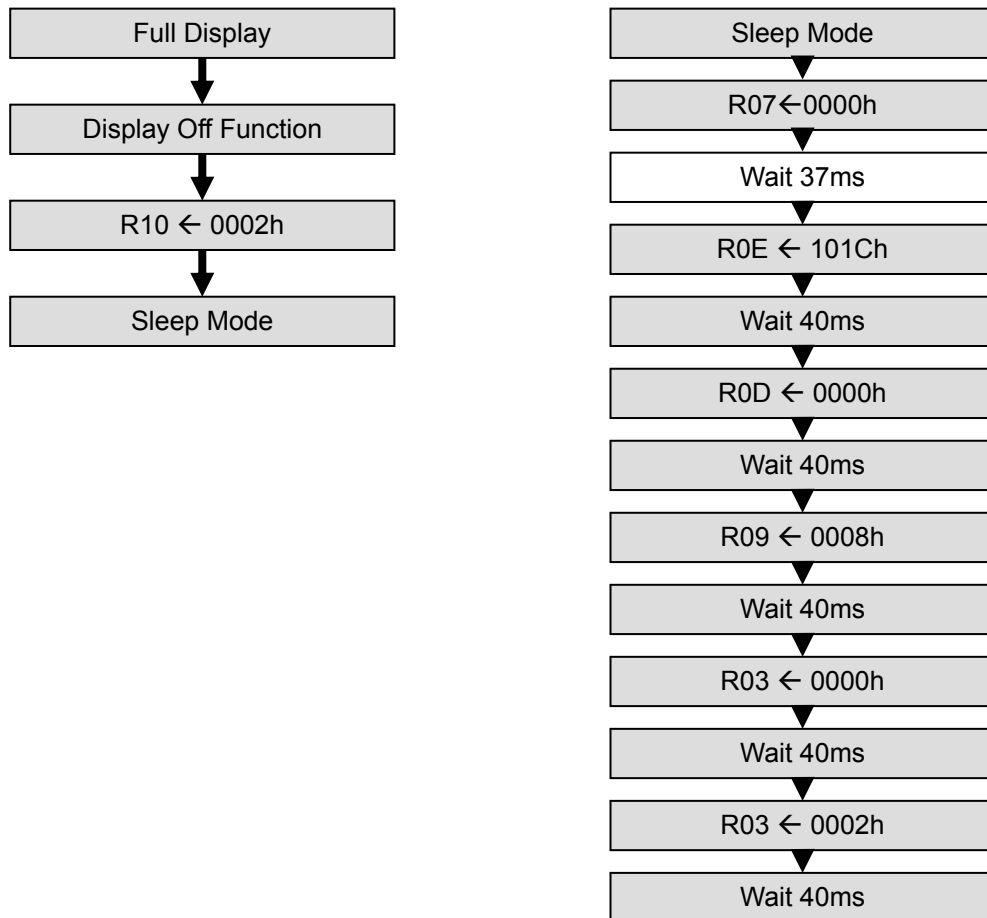 Full Display
Display Off Function
R10 ← 0002h
Sleep Mode
Sleep Mode
R07←0000h
Wait 37ms
R0E ← 101Ch
Wait 40ms
R0D ← 0000h
Wait 40ms
R09 ← 0008h
Wait 40ms
R03 ← 0000h
Wait 40ms
R03 ← 0002h
Wait 40ms